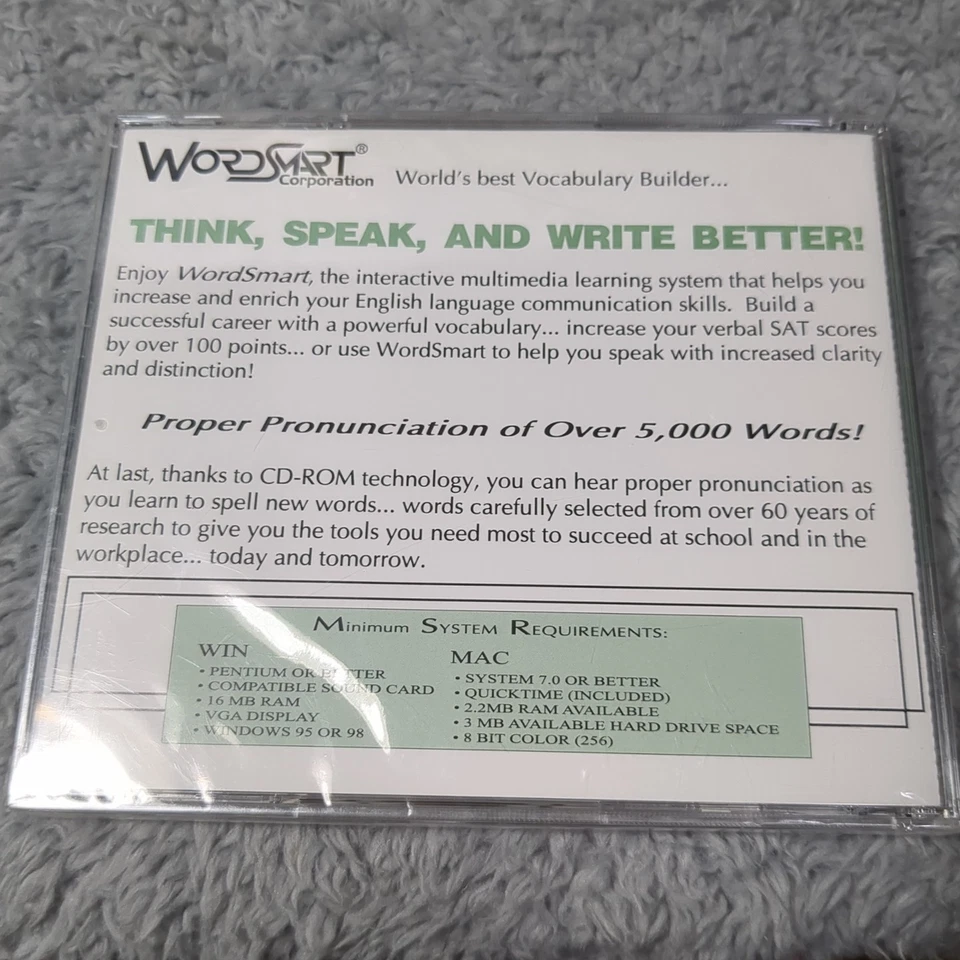 WORDSMART®
Corporation World's best Vocabulary Builder...
THINK, SPEAK, AND WRITE BETTER!
Enjoy WordSmart, the interactive multimedia learning system that helps you
increase and enrich your English language communication skills. Build a
successful career with a powerful vocabulary... increase your verbal SAT scores
by over 100 points... or use WordSmart to help you speak with increased clarity
and distinction!
Proper Pronunciation of Over 5,000 Words!
At last, thanks to CD-ROM technology, you can hear proper pronunciation as
you learn to spell new words... words carefully selected from over 60 years of
research to give you the tools you need most to succeed at school and in the
workplace... today and tomorrow.
MINIMUM SYSTEM REQUIREMENTS:
WIN
• PENTIUM OR BETTER
• COMPATIBLE SOUND CARD
• 16 MB RAM
• VGA DISPLAY
• WINDOWS 95 OR 98
MAC
• SYSTEM 7.0 OR BETTER
• QUICKTIME (INCLUDED)
• 2.2MB RAM AVAILABLE
• 3 MB AVAILABLE HARD DRIVE SPACE
• 8 BIT COLOR (256)